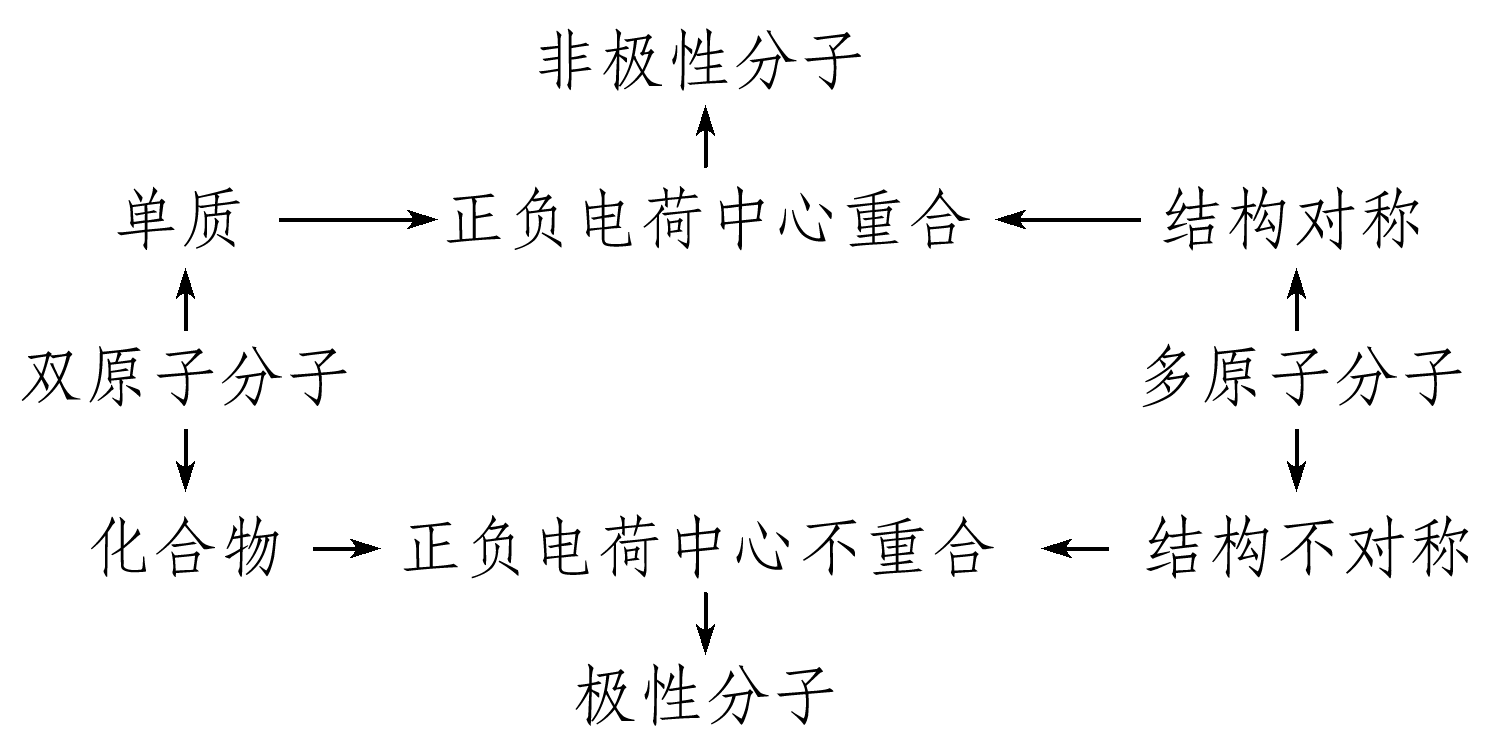 非极性分子
单质 正负电荷中心重合 结构对称
双原子分子 多原子分子
化合物 正负电荷中心不重合 结构不对称
极性分子